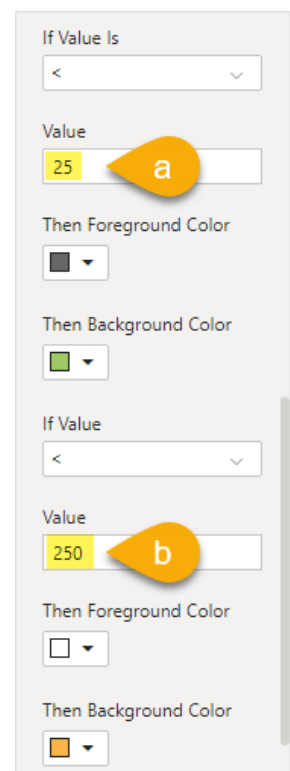 If Value Is
<
Value
25
a
Then Foreground Color
Then Background Color
If Value
<
Value
250
b
Then Foreground Color
Then Background Color